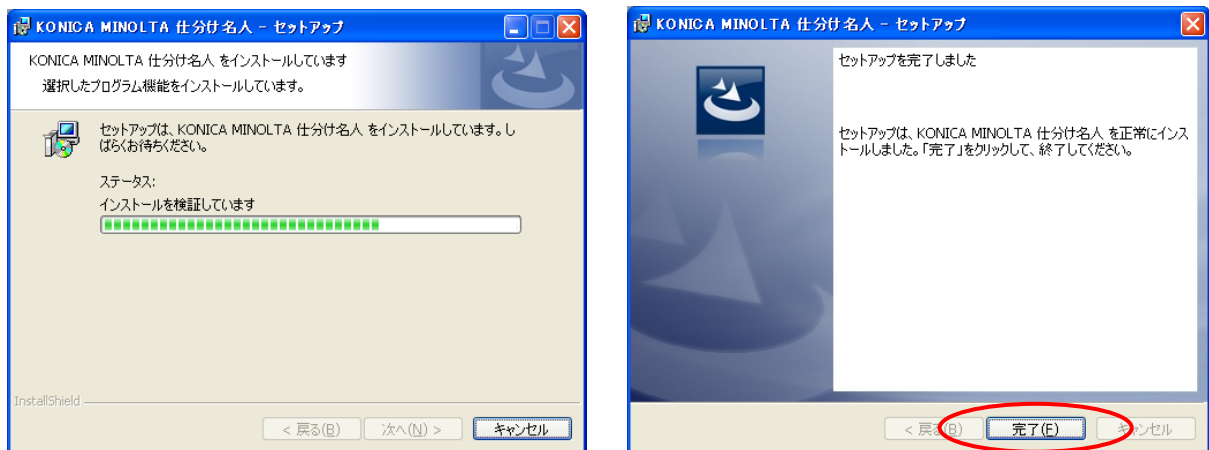 KONICA MINOLTA 仕分け名人 - セットアップ
KONICA MINOLTA 仕分け名人 をインストールしています
選択したプログラム機能をインストールしています。
セットアップは、KONICA MINOLTA 仕分け名人 をインストールしています。し
ばらくお待ちください。
ステータス:
インストールを検証しています
InstallShield
< 戻る(B)
次へ(N) >
キャンセル
KONICA MINOLTA 仕分け名人 - セットアップ
セットアップを完了しました
セットアップは、KONICA MINOLTA 仕分け名人 を正常にインス
トールしました。「完了」をクリックして、終了してください。
< 戻る(B)
完了(F)
キャンセル